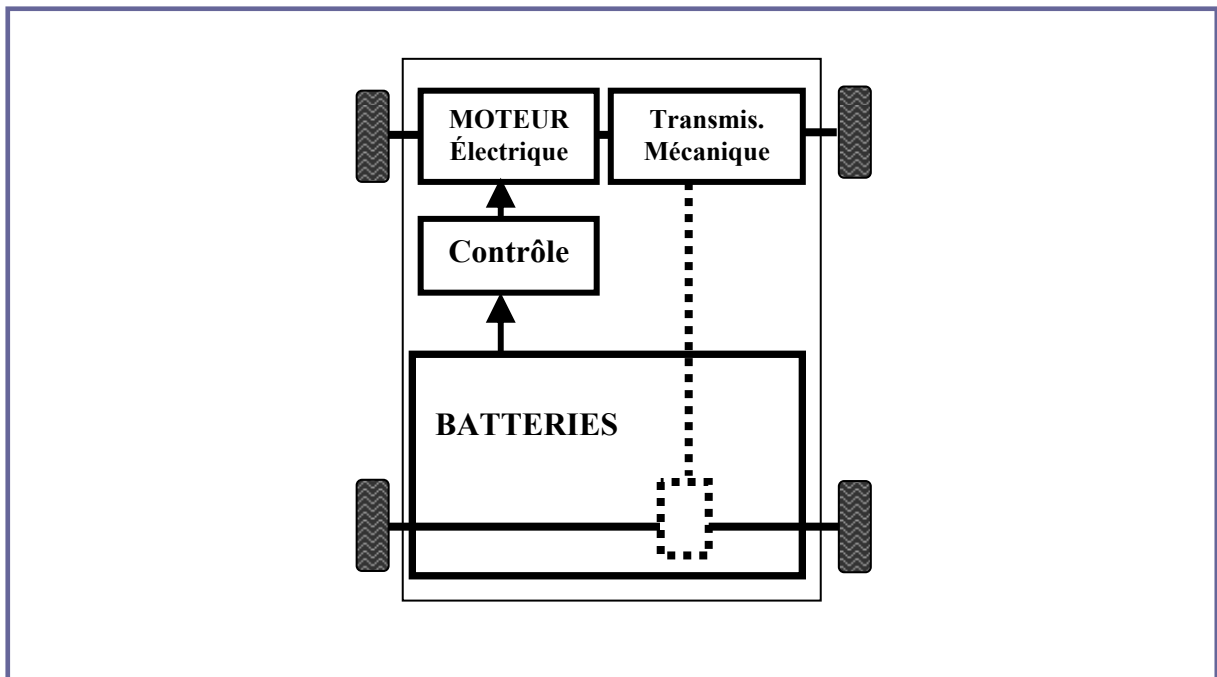 MOTEUR
Électrique
Transmis.
Mécanique
Contrôle
BATTERIES